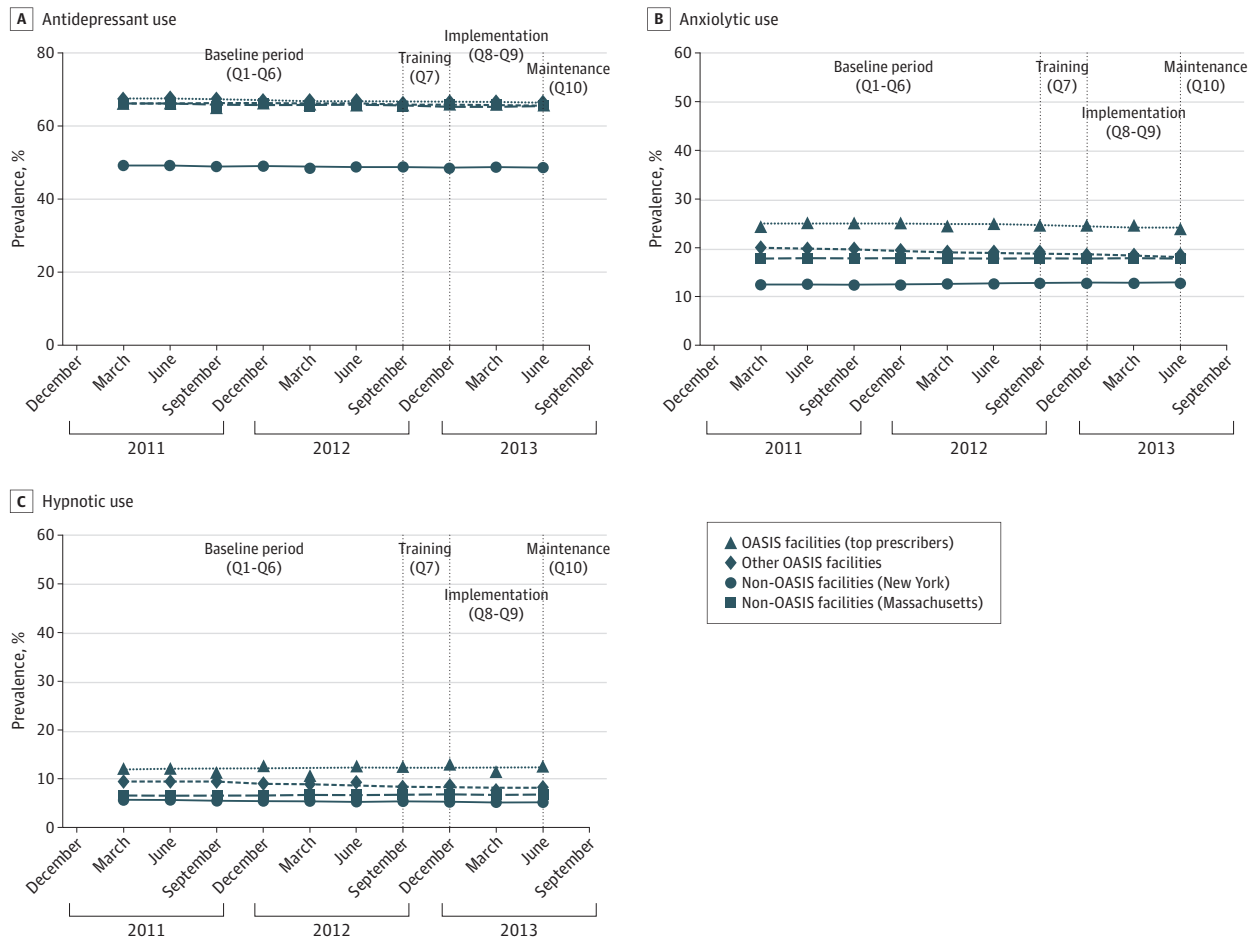 A Antidepressant use
80
60
40
20
0
Prevalence, %
Baseline period
(Q1-Q6)
Training
(Q7)
Implementation
(Q8-Q9)
Maintenance
(Q10)
December
March
June
September
December
March
June
September
December
March
June
September
2011
2012
2013
B Anxiolytic use
60
50
40
30
20
10
0
Prevalence, %
Baseline period
(Q1-Q6)
Training
(Q7)
Implementation
(Q8-Q9)
Maintenance
(Q10)
December
March
June
September
December
March
June
September
December
March
June
September
2011
2012
2013
C Hypnotic use
60
50
40
30
20
10
0
Prevalence, %
Baseline period
(Q1-Q6)
Training
(Q7)
Implementation
(Q8-Q9)
Maintenance
(Q10)
December
March
June
September
December
March
June
September
December
March
June
September
2011
2012
2013
OASIS facilities (top prescribers)
Other OASIS facilities
Non-OASIS facilities (New York)
Non-OASIS facilities (Massachusetts)